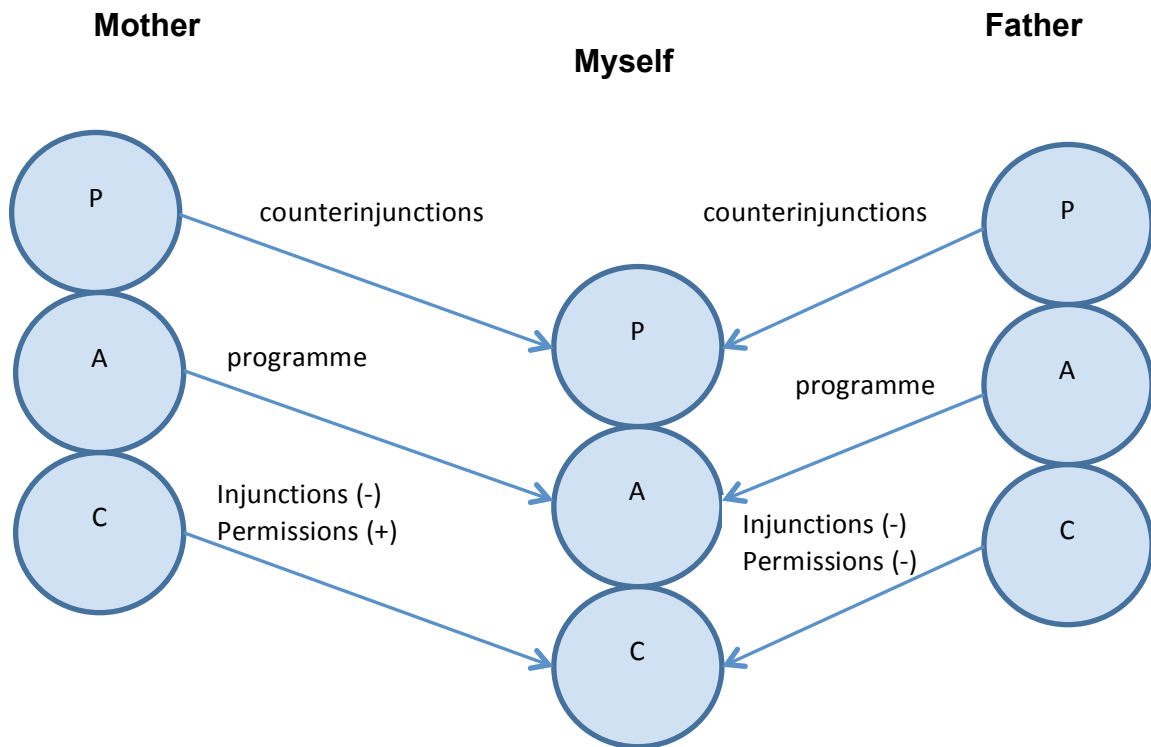 Mother
Father
Myself
P
counterinjunctions
counterinjunctions
P
P
A
programme
programme
A
A
C
Injunctions (-)
Permissions (+)
Injunctions (-)
Permissions (-)
C
C